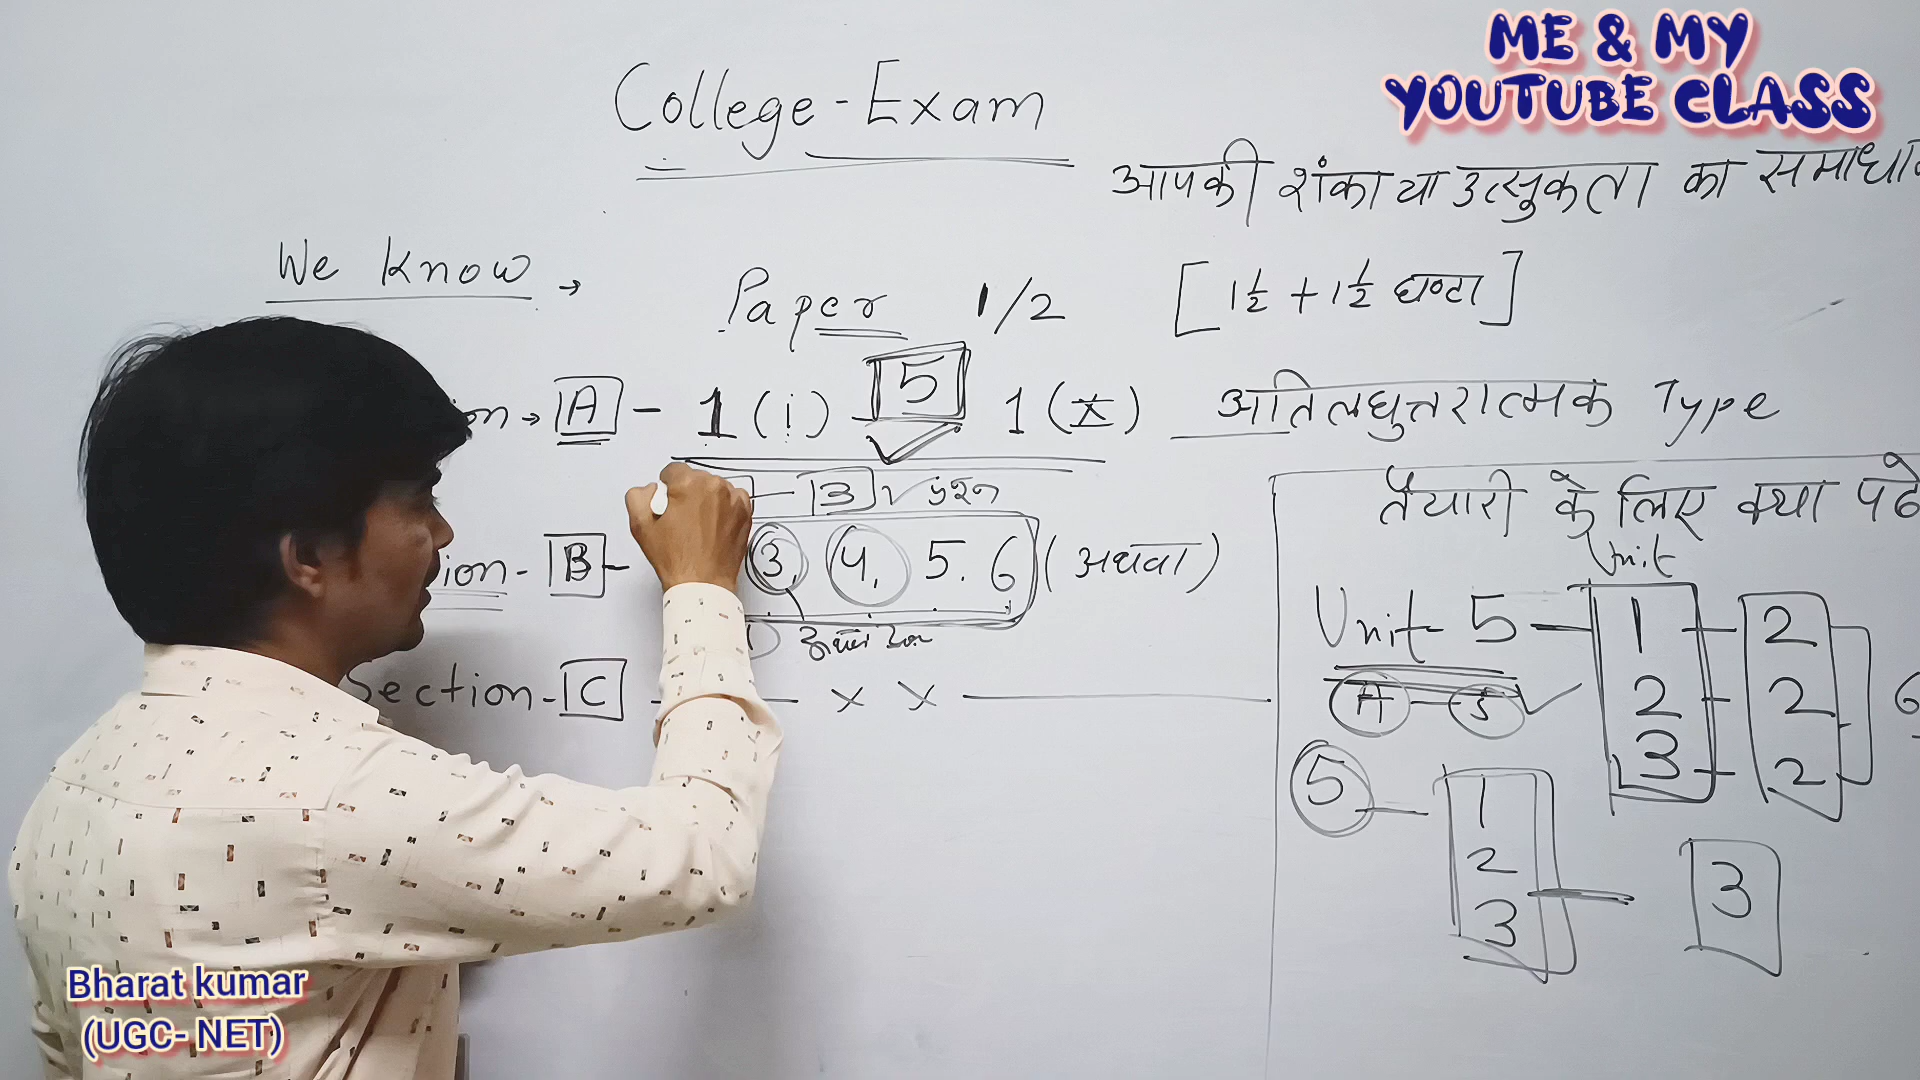 ME & MY
YOUTUBE CLASS
College-Exam
आपकी शंका या उत्सुकता का समाधा
We know →
Paper 1/2 [1½ + 1½ घण्टा]
on → A - 1 (i) 5 1 (x) अतिलघुत्तरात्मक Type
3 प्रश्न
तैयारी के लिए क्या पढे
Unit
ion - B - 3, 4, 5. 6 (अथवा)
Unit 5 - 1 - 2
2 - 2
3 - 2
A - 5
Section - C - x x
5 - 1
2
3
3
Bharat kumar
(UGC- NET)